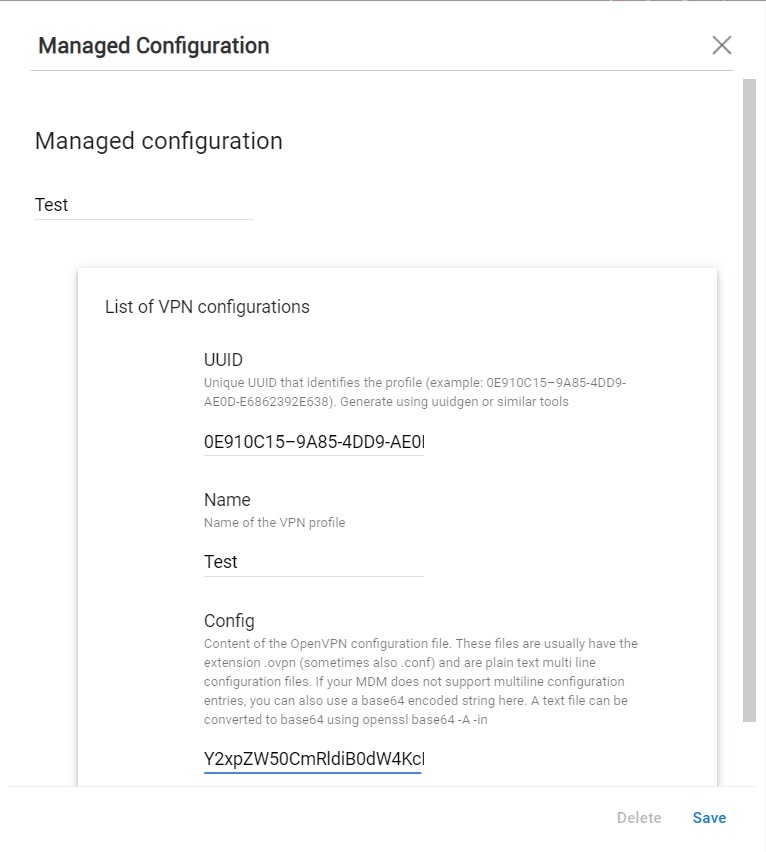 Managed Configuration
Managed configuration
Test
List of VPN configurations
UUID
Unique UUID that identifies the profile (example: 0E910C15–9A85-4DD9-
AE0D-E6862392E638). Generate using uuidgen or similar tools
0E910C15–9A85-4DD9-AE0
Name
Name of the VPN profile
Test
Config
Content of the OpenVPN configuration file. These files are usually have the
extension .ovpn (sometimes also .conf) and are plain text multi line
configuration files. If your MDM does not support multiline configuration
entries, you can also use a base64 encoded string here. A text file can be
converted to base64 using openssl base64 -A -in
Y2xpZW50CmRldiB0dW4Kc
Delete
Save